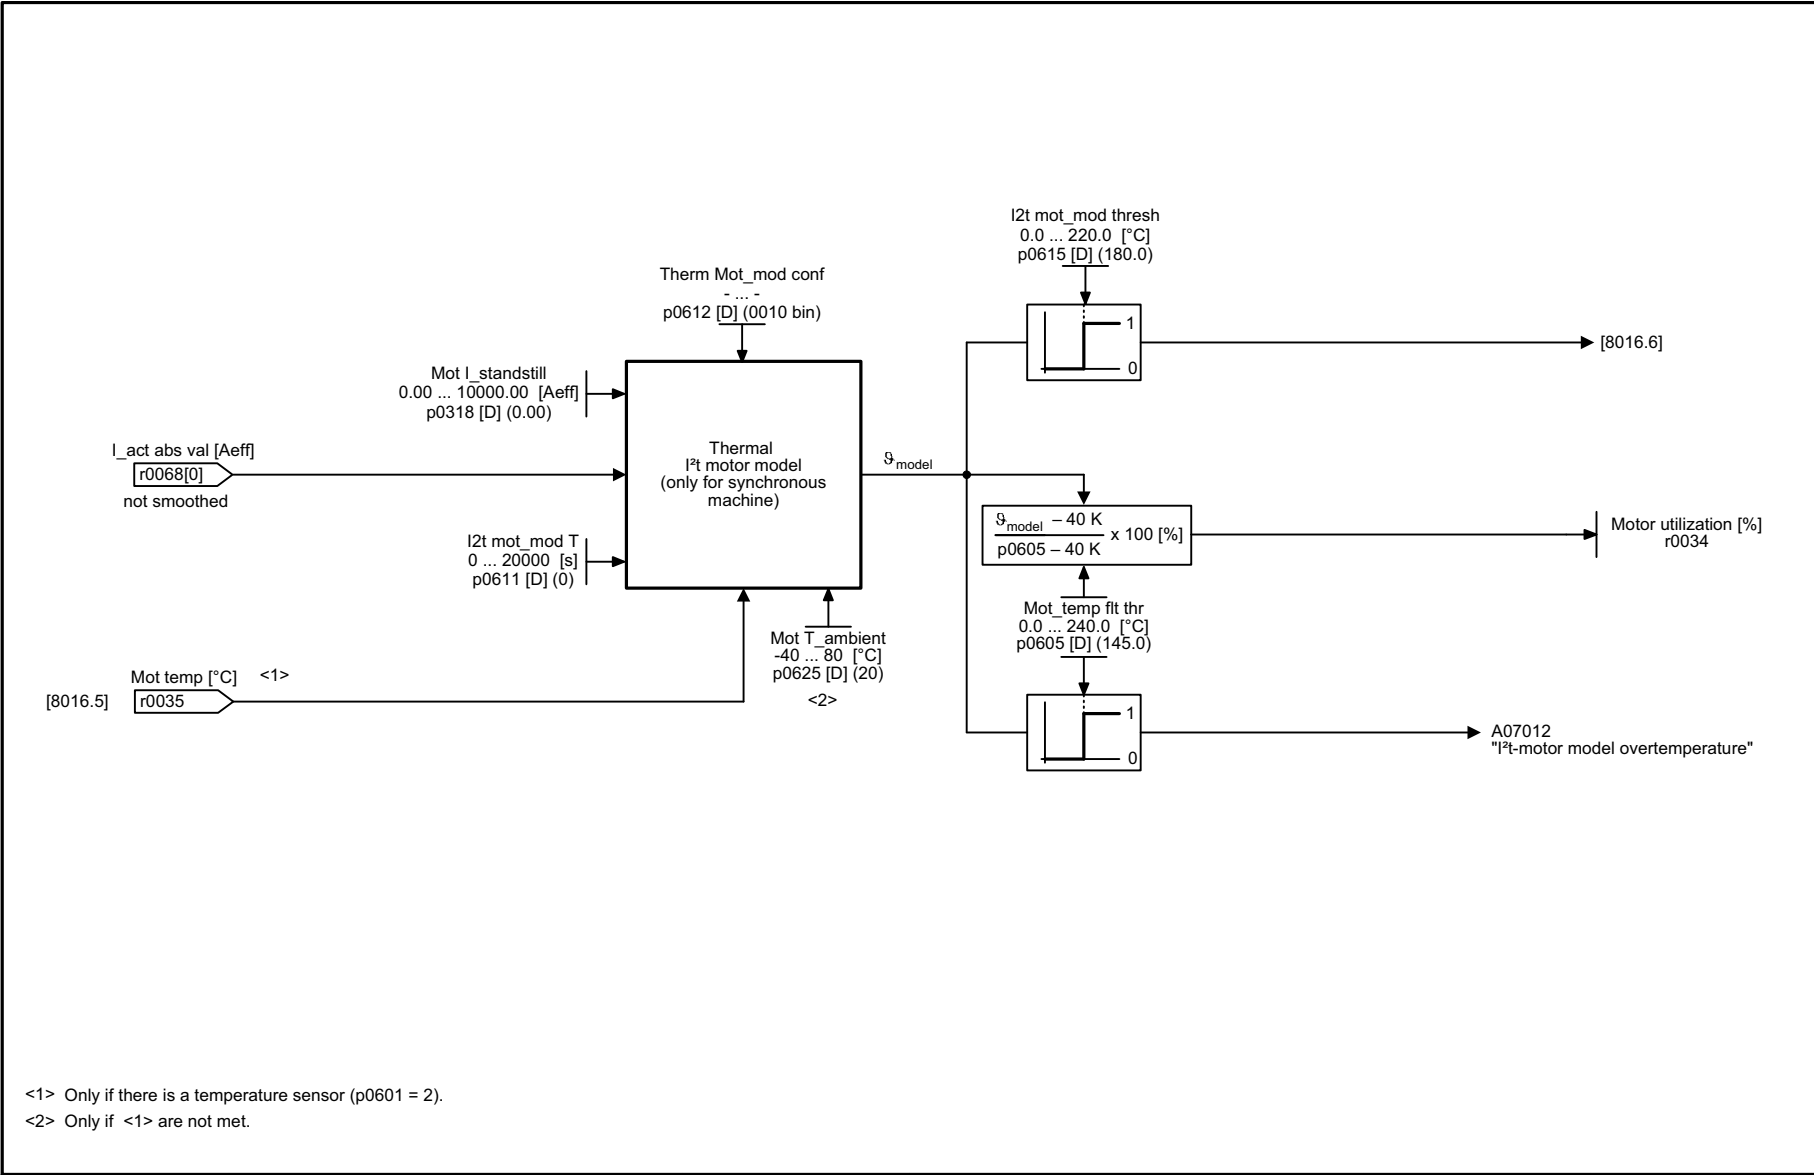 I2t mot_mod thresh
0.0 ... 220.0 [°C]
p0615 [D] (180.0)
1
0
[8016.6]
Therm Mot_mod conf
- ... -
p0612 [D] (0010 bin)
Mot I_standstill
0.00 ... 10000.00 [Aeff]
p0318 [D] (0.00)
I_act abs val [Aeff]
r0068[0]
not smoothed
Thermal
I²t motor model
(only for synchronous
machine)
ϑmodel
ϑmodel – 40 K
p0605 – 40 K
x 100 [%]
Motor utilization [%]
r0034
I2t mot_mod T
0 ... 20000 [s]
p0611 [D] (0)
Mot_temp flt thr
0.0 ... 240.0 [°C]
p0605 [D] (145.0)
Mot T_ambient
-40 ... 80 [°C]
p0625 [D] (20)
<2>
Mot temp [°C] <1>
[8016.5]
r0035
1
0
A07012
"I²t-motor model overtemperature"
<1> Only if there is a temperature sensor (p0601 = 2).
<2> Only if <1> are not met.